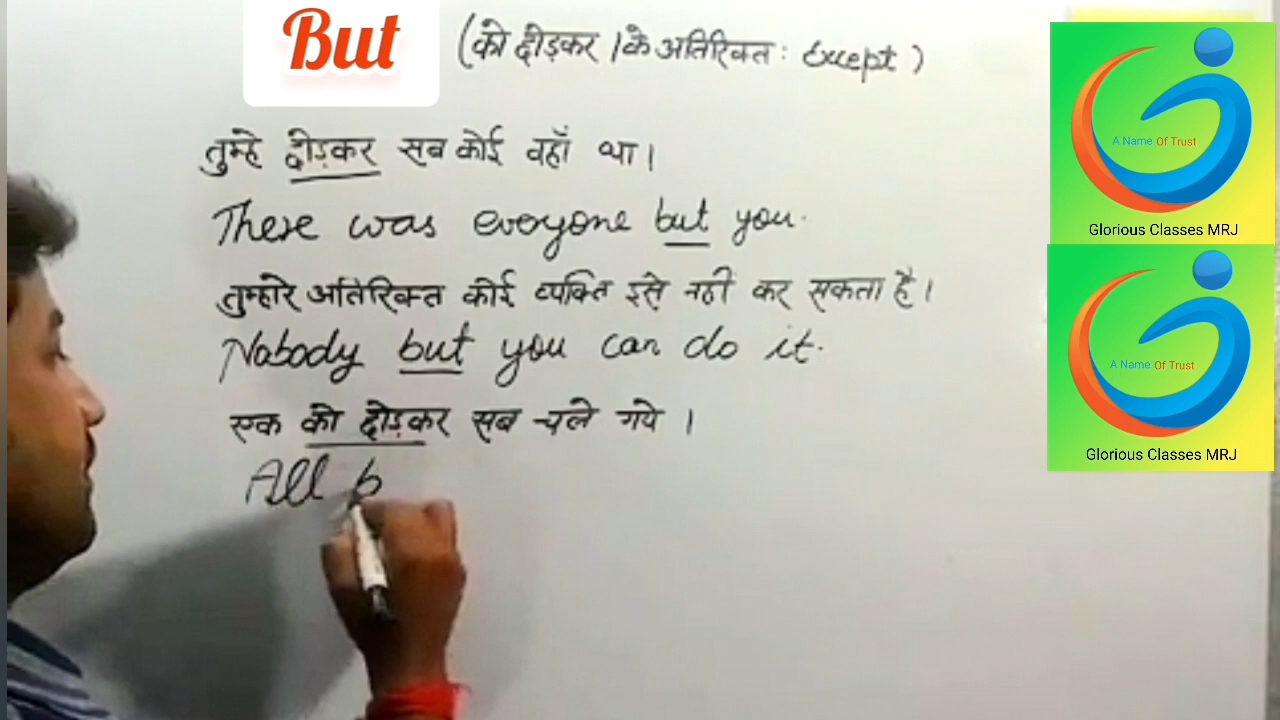 But (को छोड़कर / के अतिरिक्त : Except)
तुम्हे छोड़कर सब कोई वहाँ था।
There was everyone but you.
तुम्हारे अतिरिक्त कोई व्यक्ति इसे नही कर सकता है।
Nobody but you can do it.
एक को छोड़कर सब चले गये ।
All b
A Name Of Trust
Glorious Classes MRJ
A Name Of Trust
Glorious Classes MRJ